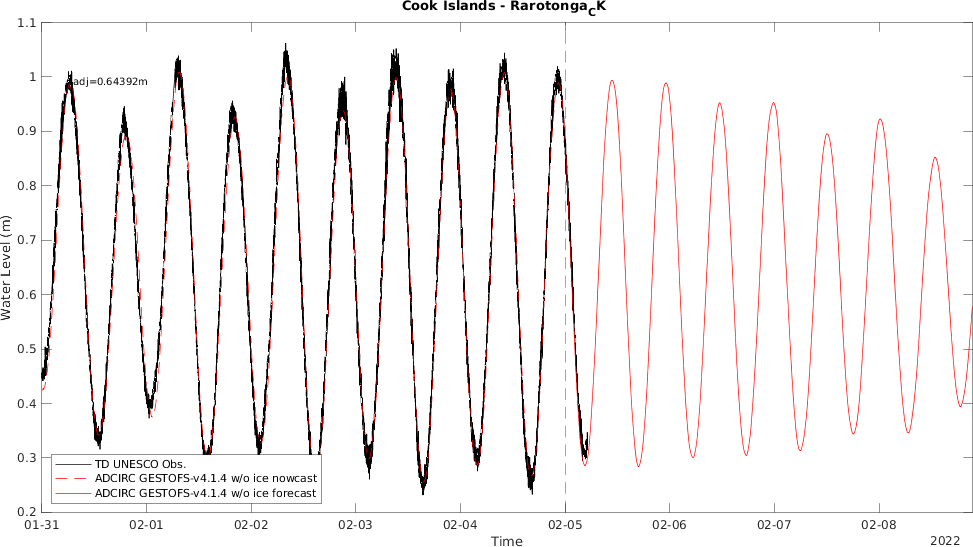 Cook Islands - Rarotonga_CK
1.1
1
0.9
0.8
0.7
0.6
0.5
0.4
0.3
0.2
Water Level (m)
adj=0.64392m
TD UNESCO Obs.
ADCIRC GESTOFS-v4.1.4 w/o ice nowcast
ADCIRC GESTOFS-v4.1.4 w/o ice forecast
01-31 02-01 02-02 02-03 02-04 02-05 02-06 02-07 02-08
Time
2022